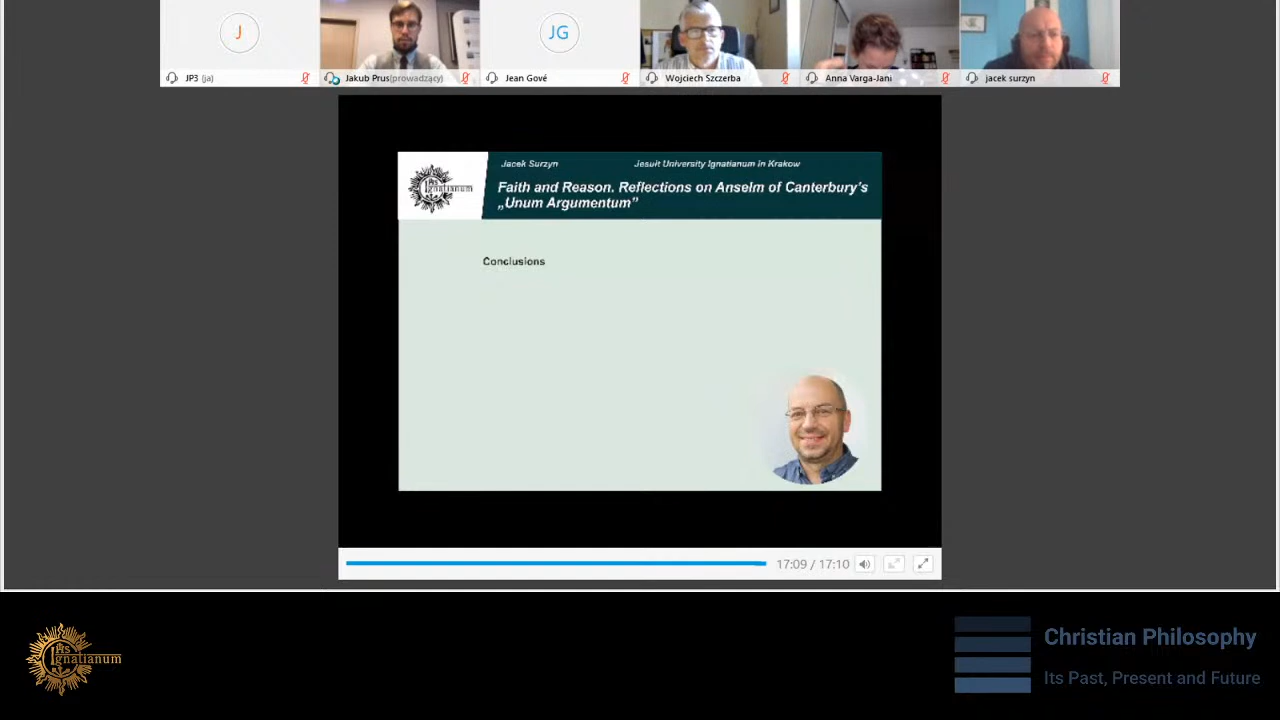 J
JG
JP3 (ja)
Jakub Prus(prowadzący)
Jean Gové
Wojciech Szczerba
Anna Varga-Jani
jacek surzyn
Jacek Surzyn
Jesuit University Ignatianum in Krakow
Ignatianum
Faith and Reason. Reflections on Anselm of Canterbury's
„Unum Argumentum”
Conclusions
17:09 / 17:10
Ignatianum
Christian Philosophy
Its Past, Present and Future